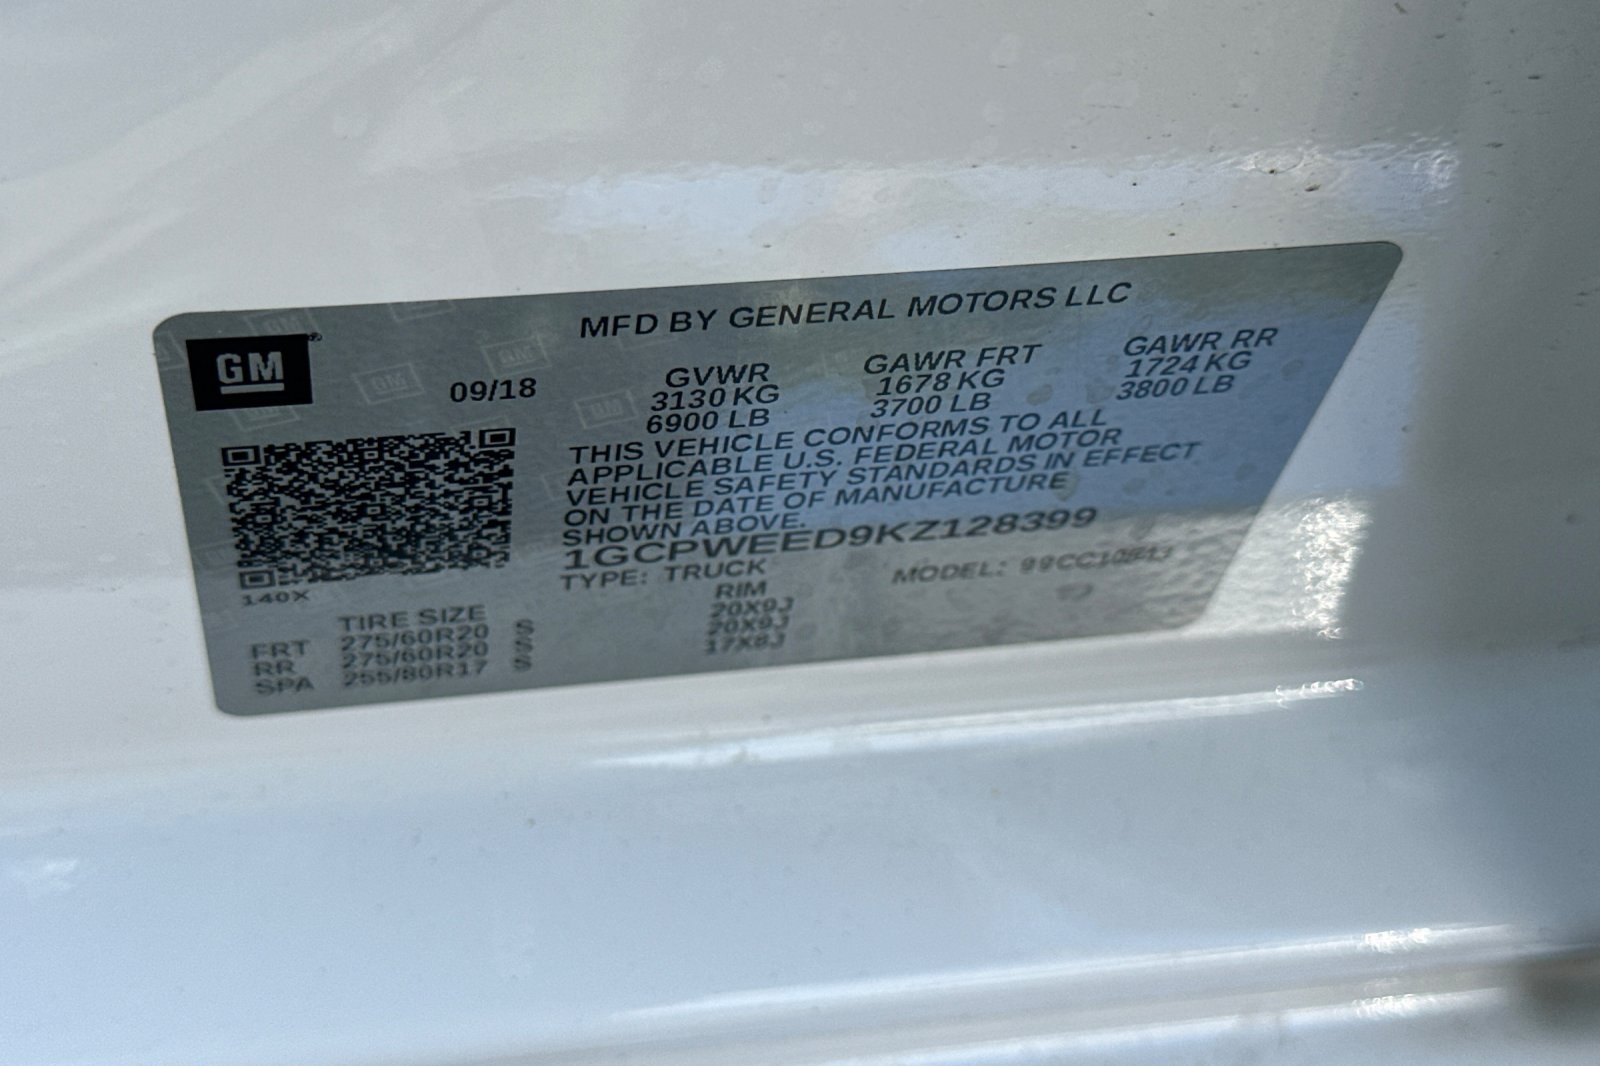 MFD BY GENERAL MOTORS LLC
GM
09/18
GVWR GAWR FRT GAWR RR
3130 KG 1678 KG 1724 KG
6900 LB 3700 LB 3800 LB
THIS VEHICLE CONFORMS TO ALL
APPLICABLE U.S. FEDERAL MOTOR
VEHICLE SAFETY STANDARDS IN EFFECT
ON THE DATE OF MANUFACTURE
SHOWN ABOVE.
1GCPWEED9KZ128399
TYPE: TRUCK MODEL:
140X
TIRE SIZE RIM
FRT 275/60R20 S 20X9J
RR 275/60R20 S 20X9J
SPA 255/80R17 S 17X8J